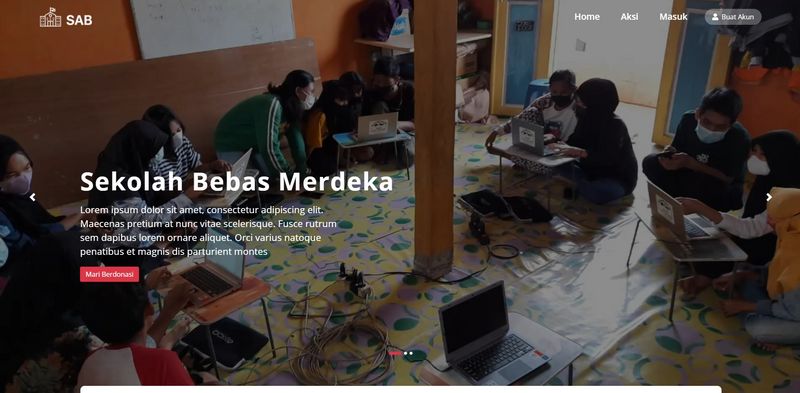 SAB
Home
Aksi
Masuk
Buat Akun
Sekolah Bebas Merdeka
Lorem ipsum dolor sit amet, consectetur adipiscing elit.
Maecenas pretium at nunc vitae scelerisque. Fusce rutrum
sem dapibus lorem ornare aliquet. Orci varius natoque
penatibus et magnis dis parturient montes
Mari Berdonasi